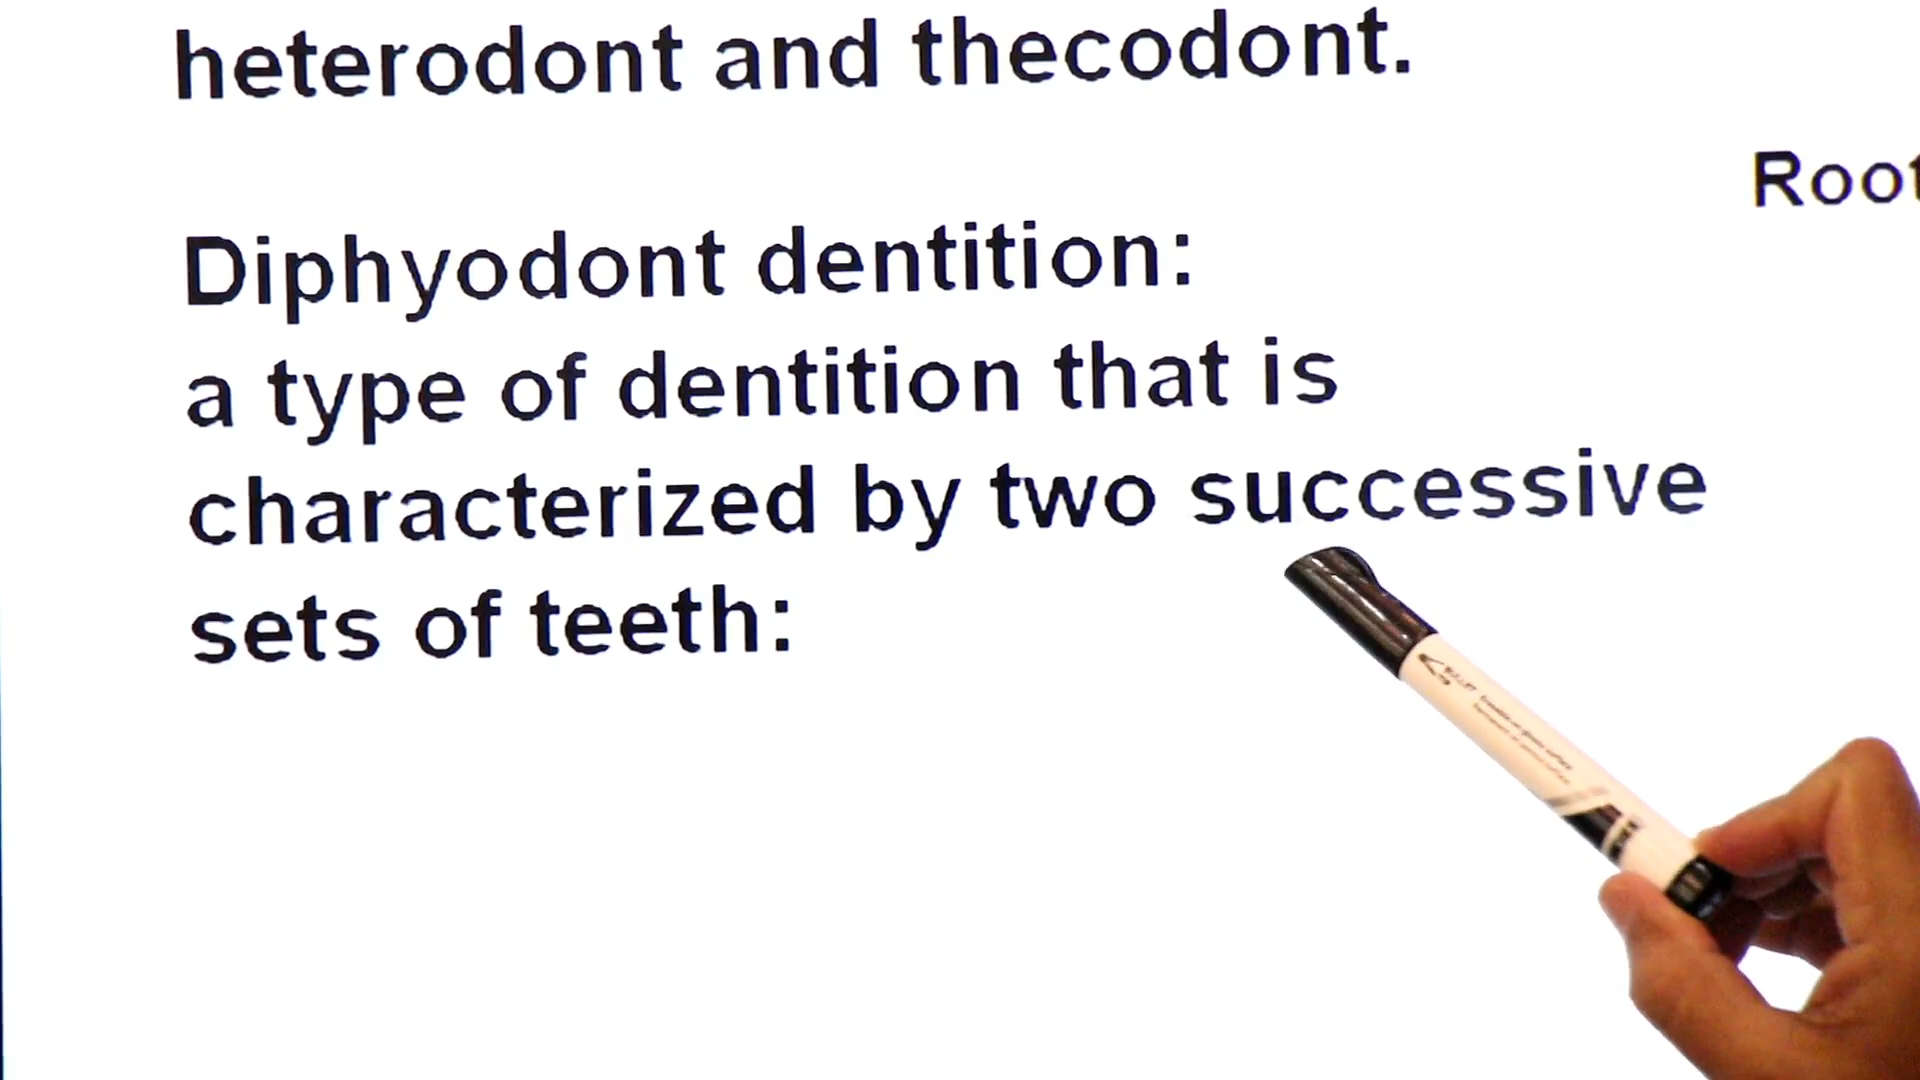 heterodont and thecodont.
Root
Diphyodont dentition:
a type of dentition that is
characterized by two successive
sets of teeth: